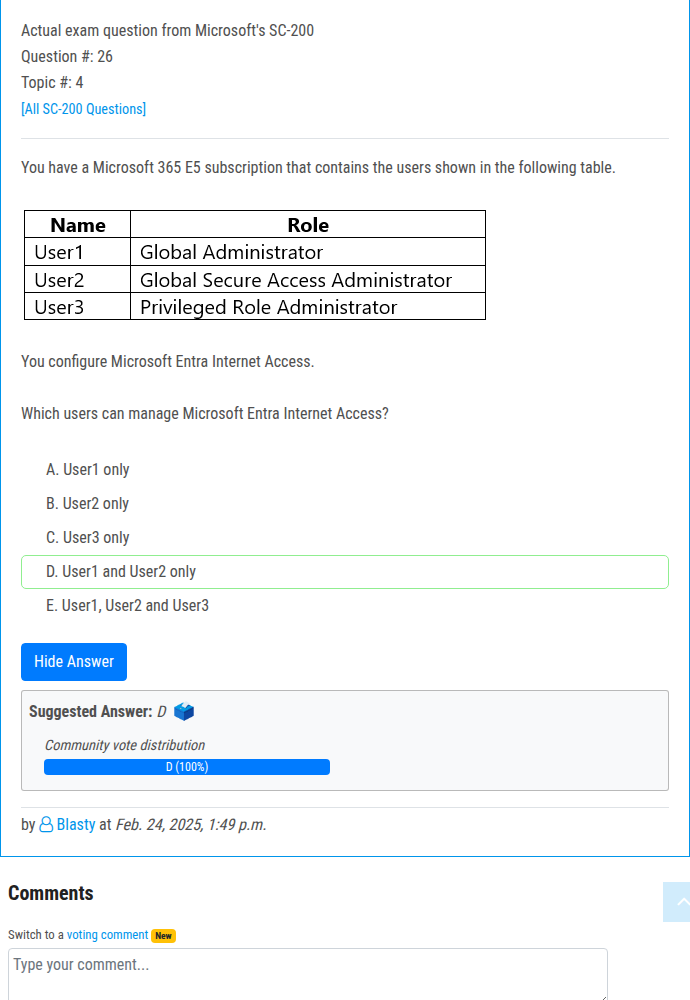 Actual exam question from Microsoft's SC-200
Question #: 26
Topic #: 4
[All SC-200 Questions]
You have a Microsoft 365 E5 subscription that contains the users shown in the following table.
Name Role
User1 Global Administrator
User2 Global Secure Access Administrator
User3 Privileged Role Administrator
You configure Microsoft Entra Internet Access.
Which users can manage Microsoft Entra Internet Access?
A. User1 only
B. User2 only
C. User3 only
D. User1 and User2 only
E. User1, User2 and User3
Hide Answer
Suggested Answer: D
Community vote distribution
D (100%)
by Blasty at Feb. 24, 2025, 1:49 p.m.
Comments
Switch to a voting comment New
Type your comment...